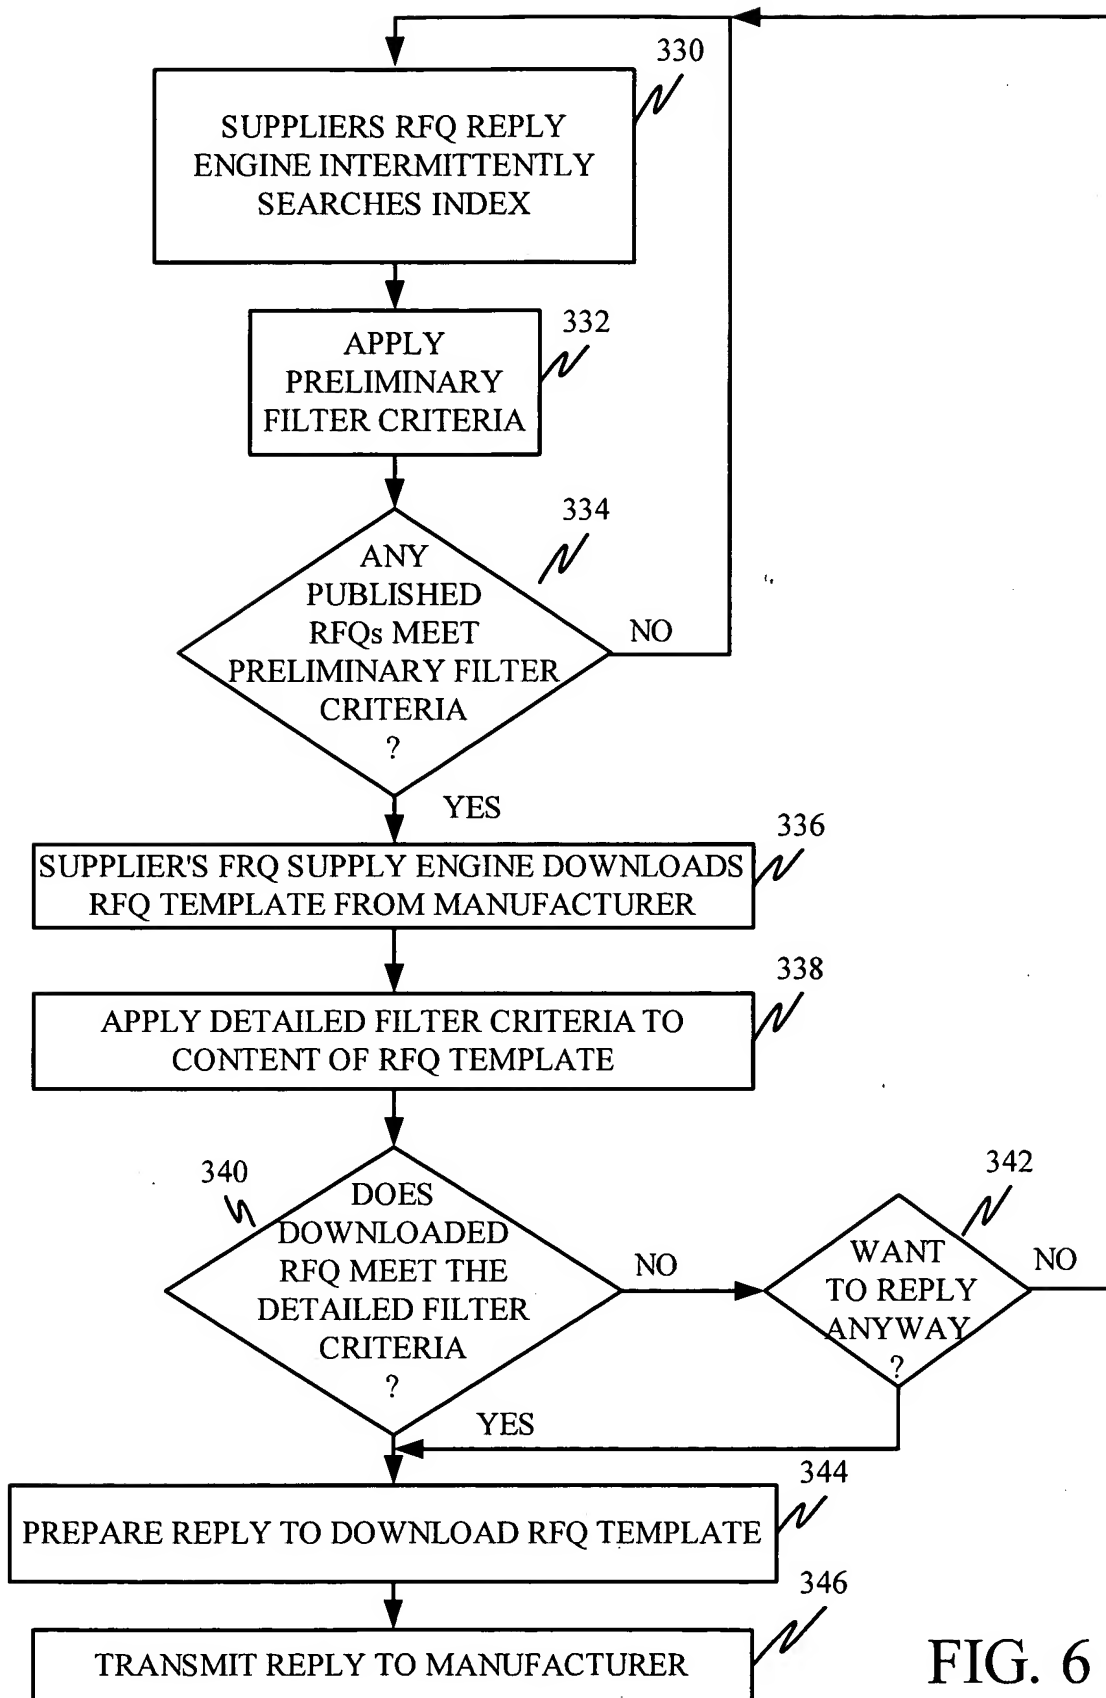 330
SUPPLIERS RFQ REPLY
ENGINE INTERMITTENTLY
SEARCHES INDEX
332
APPLY
PRELIMINARY
FILTER CRITERIA
334
ANY
PUBLISHED
RFQs MEET
PRELIMINARY FILTER
CRITERIA
?
NO
YES
336
SUPPLIER'S FRQ SUPPLY ENGINE DOWNLOADS
RFQ TEMPLATE FROM MANUFACTURER
338
APPLY DETAILED FILTER CRITERIA TO
CONTENT OF RFQ TEMPLATE
340
DOES
DOWNLOADED
RFQ MEET THE
DETAILED FILTER
CRITERIA
?
NO
342
WANT
TO REPLY
ANYWAY
?
NO
YES
344
PREPARE REPLY TO DOWNLOAD RFQ TEMPLATE
346
TRANSMIT REPLY TO MANUFACTURER
FIG. 6